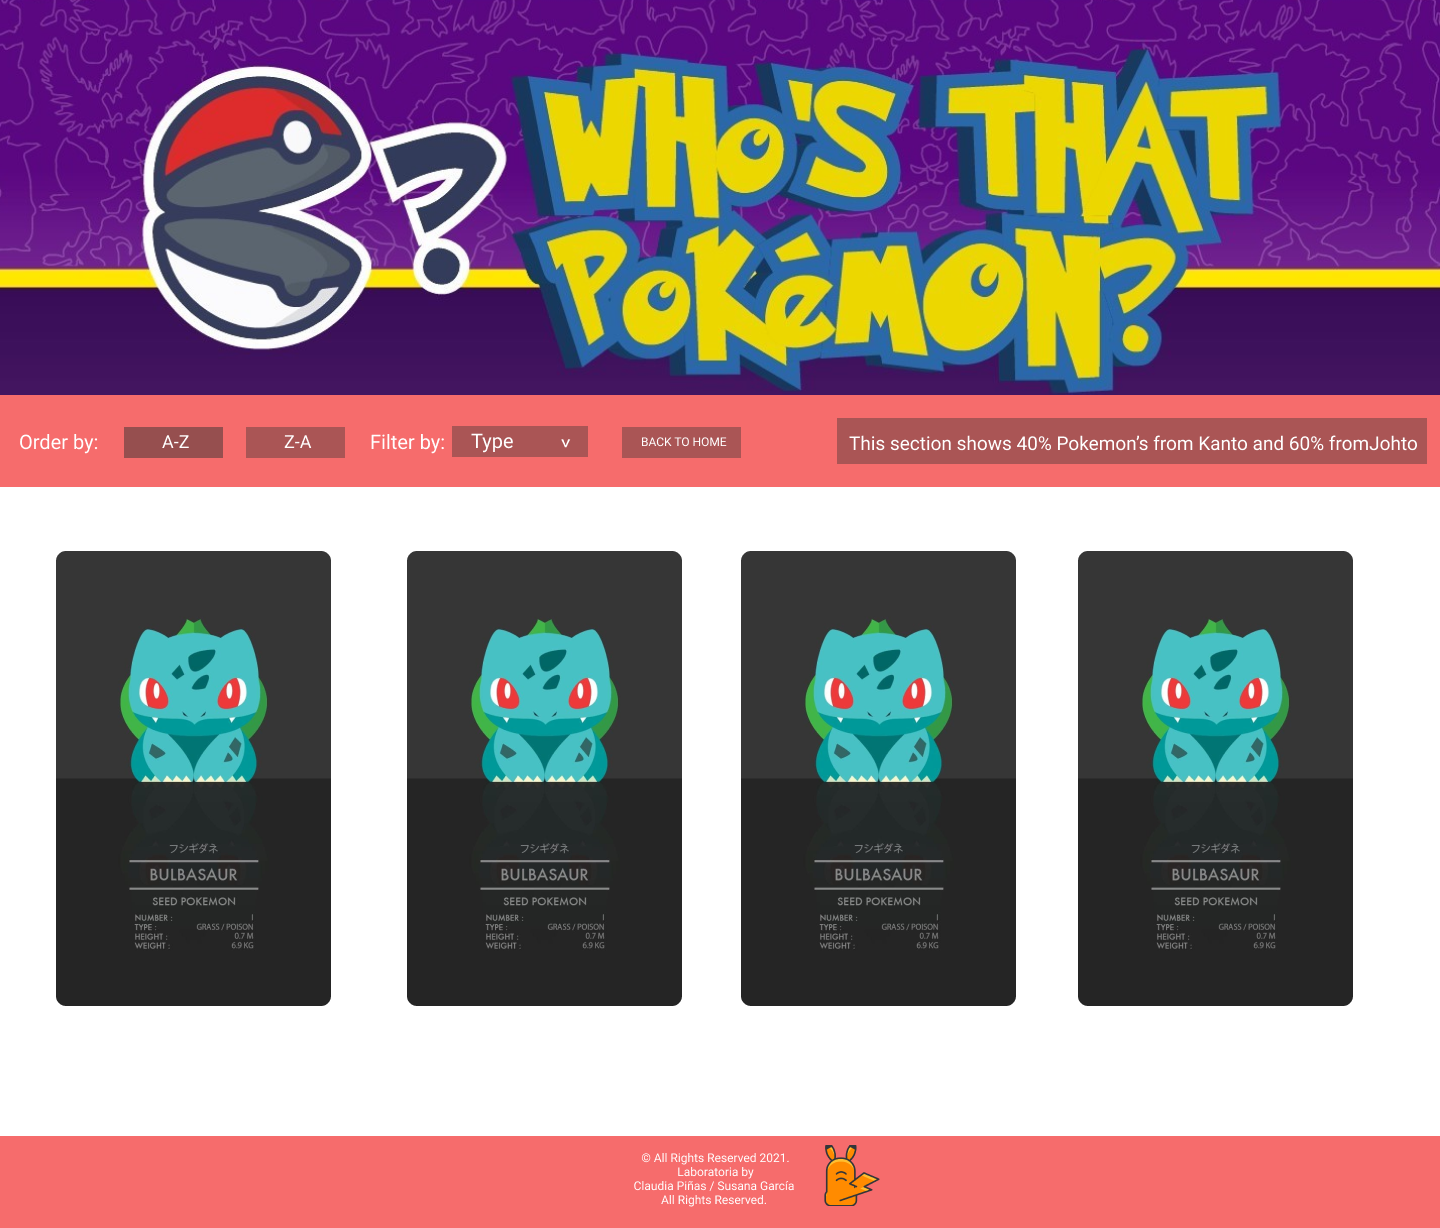 WHO'S THAT
POKéMON?
Order by:
A-Z
Z-A
Filter by:
Type
v
BACK TO HOME
This section shows 40% Pokemon's from Kanto and 60% fromJohto
フシギダネ
BULBASAUR
SEED POKEMON
NUMBER : I
TYPE : GRASS / POISON
HEIGHT : 0.7 M
WEIGHT : 6.9 KG
フシギダネ
BULBASAUR
SEED POKEMON
NUMBER : I
TYPE : GRASS / POISON
HEIGHT : 0.7 M
WEIGHT : 6.9 KG
フシギダネ
BULBASAUR
SEED POKEMON
NUMBER : I
TYPE : GRASS / POISON
HEIGHT : 0.7 M
WEIGHT : 6.9 KG
フシギダネ
BULBASAUR
SEED POKEMON
NUMBER : I
TYPE : GRASS / POISON
HEIGHT : 0.7 M
WEIGHT : 6.9 KG
© All Rights Reserved 2021.
Laboratoria by
Claudia Piñas / Susana García
All Rights Reserved.